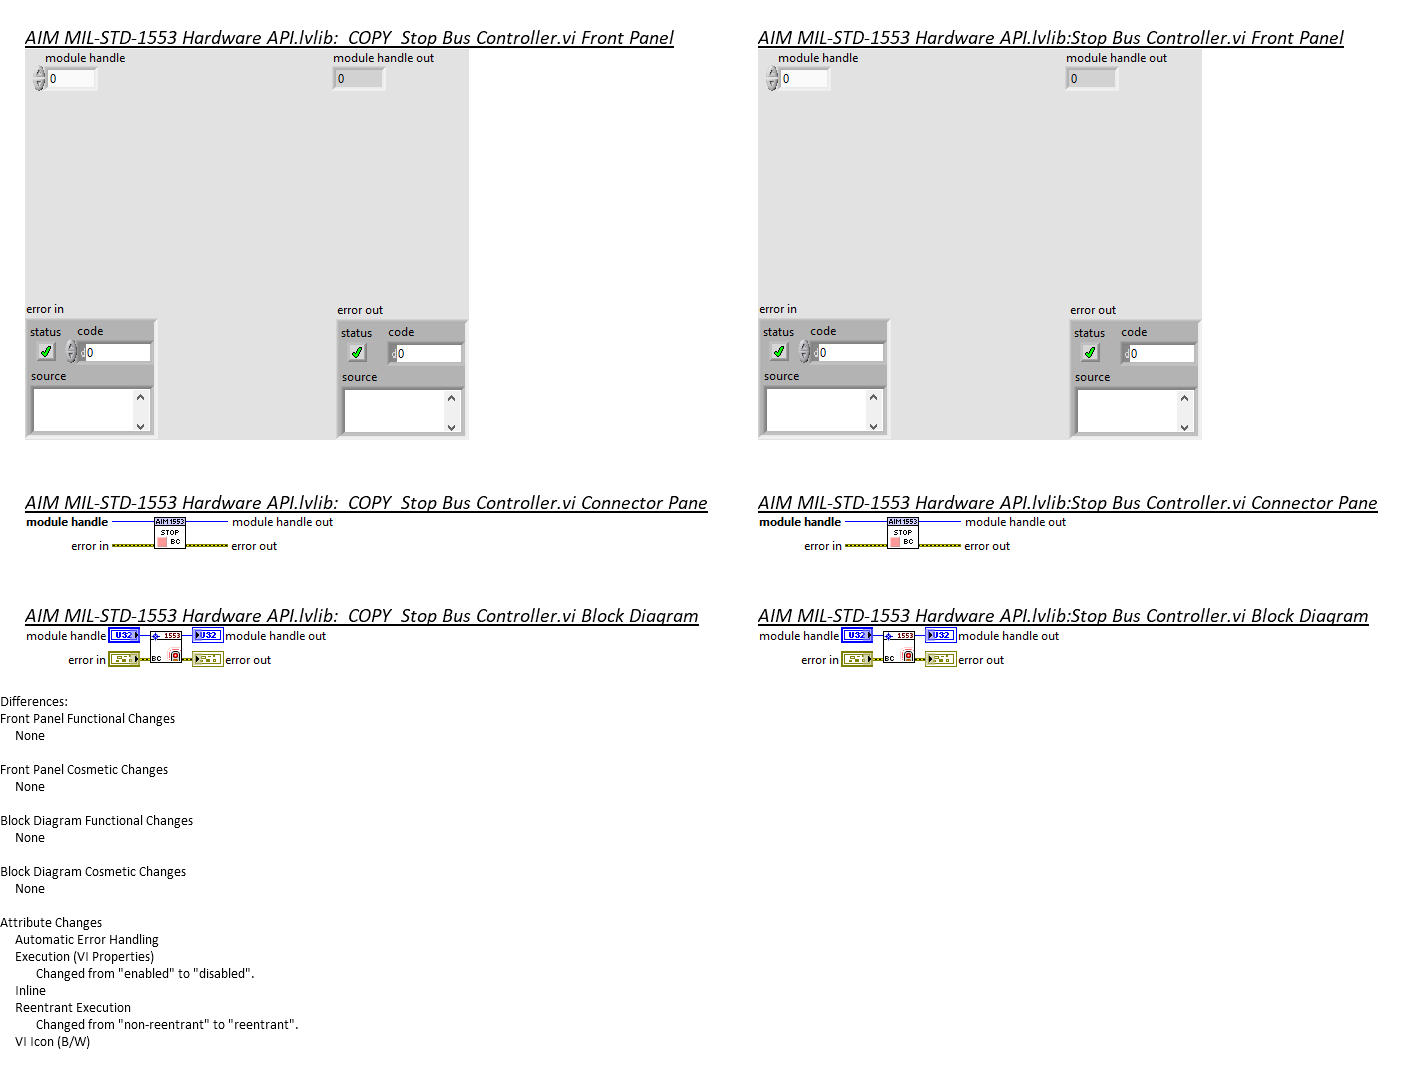 AIM MIL-STD-1553 Hardware API.lvlib:_COPY_Stop Bus Controller.vi Front Panel
module handle
module handle out
0
0
error in
error out
status
code
status
code
d0
d0
source
source
AIM MIL-STD-1553 Hardware API.lvlib:Stop Bus Controller.vi Front Panel
module handle
module handle out
0
0
error in
error out
status
code
status
code
d0
d0
source
source
AIM MIL-STD-1553 Hardware API.lvlib:_COPY_Stop Bus Controller.vi Connector Pane
module handle
AIM1553
module handle out
STOP
error in
BC
error out
AIM MIL-STD-1553 Hardware API.lvlib:Stop Bus Controller.vi Connector Pane
module handle
AIM1553
module handle out
STOP
error in
BC
error out
AIM MIL-STD-1553 Hardware API.lvlib:_COPY_Stop Bus Controller.vi Block Diagram
module handle
U32
1553
U32
module handle out
error in
BC
error out
AIM MIL-STD-1553 Hardware API.lvlib:Stop Bus Controller.vi Block Diagram
module handle
U32
1553
U32
module handle out
error in
BC
error out
Differences:
Front Panel Functional Changes
None
Front Panel Cosmetic Changes
None
Block Diagram Functional Changes
None
Block Diagram Cosmetic Changes
None
Attribute Changes
Automatic Error Handling
Execution (VI Properties)
Changed from "enabled" to "disabled".
Inline
Reentrant Execution
Changed from "non-reentrant" to "reentrant".
VI Icon (B/W)